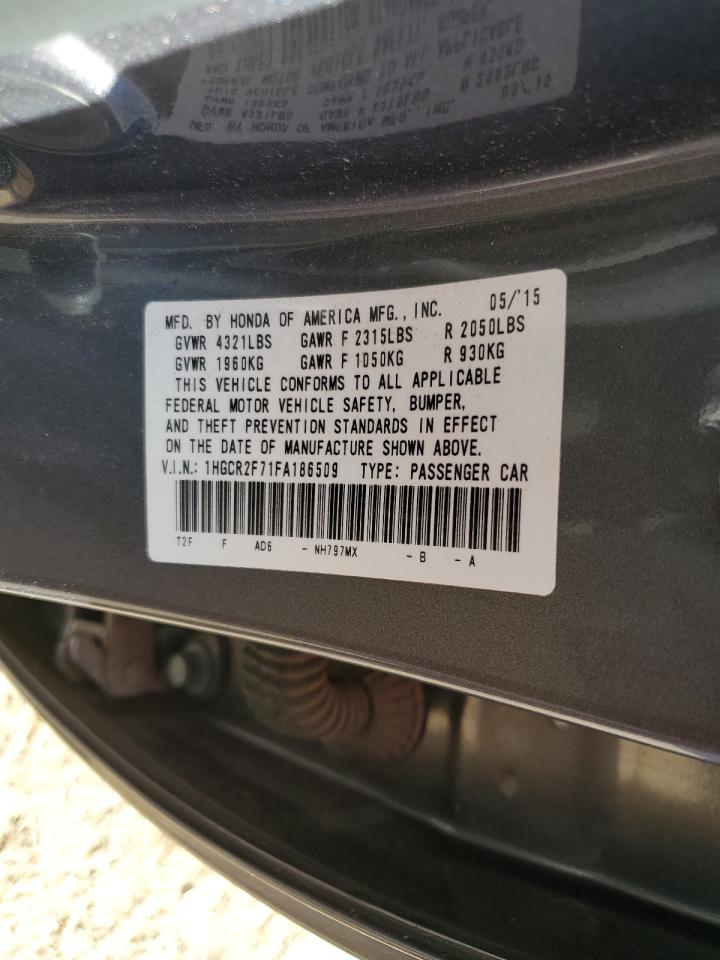 MFD. BY HONDA OF AMERICA MFG., INC. 05/'15
GVWR 4321LBS GAWR F 2315LBS R 2050LBS
GVWR 1960KG GAWR F 1050KG R 930KG
THIS VEHICLE CONFORMS TO ALL APPLICABLE
FEDERAL MOTOR VEHICLE SAFETY, BUMPER,
AND THEFT PREVENTION STANDARDS IN EFFECT
ON THE DATE OF MANUFACTURE SHOWN ABOVE.
V.I.N.: 1HGCR2F71FA186509 TYPE: PASSENGER CAR
T2F F AD6 - NH797MX - B - A